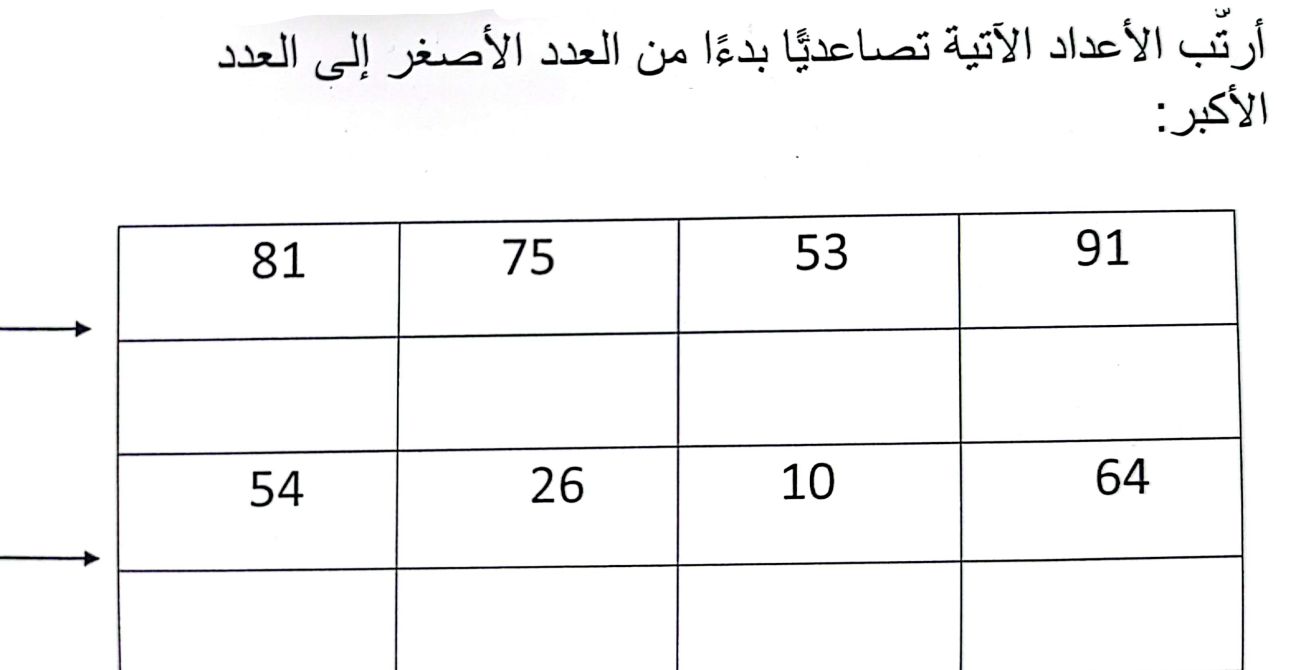 أرتّب الأعداد الآتية تصاعديًّا بدءًا من العدد الأصغر إلى العدد
الأكبر:
81 75 53 91
54 26 10 64